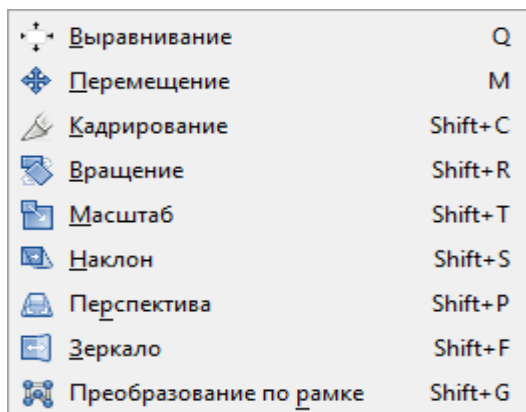 Выравнивание Q
Перемещение M
Кадрирование Shift+C
Вращение Shift+R
Масштаб Shift+T
Наклон Shift+S
Перспектива Shift+P
Зеркало Shift+F
Преобразование по рамке Shift+G